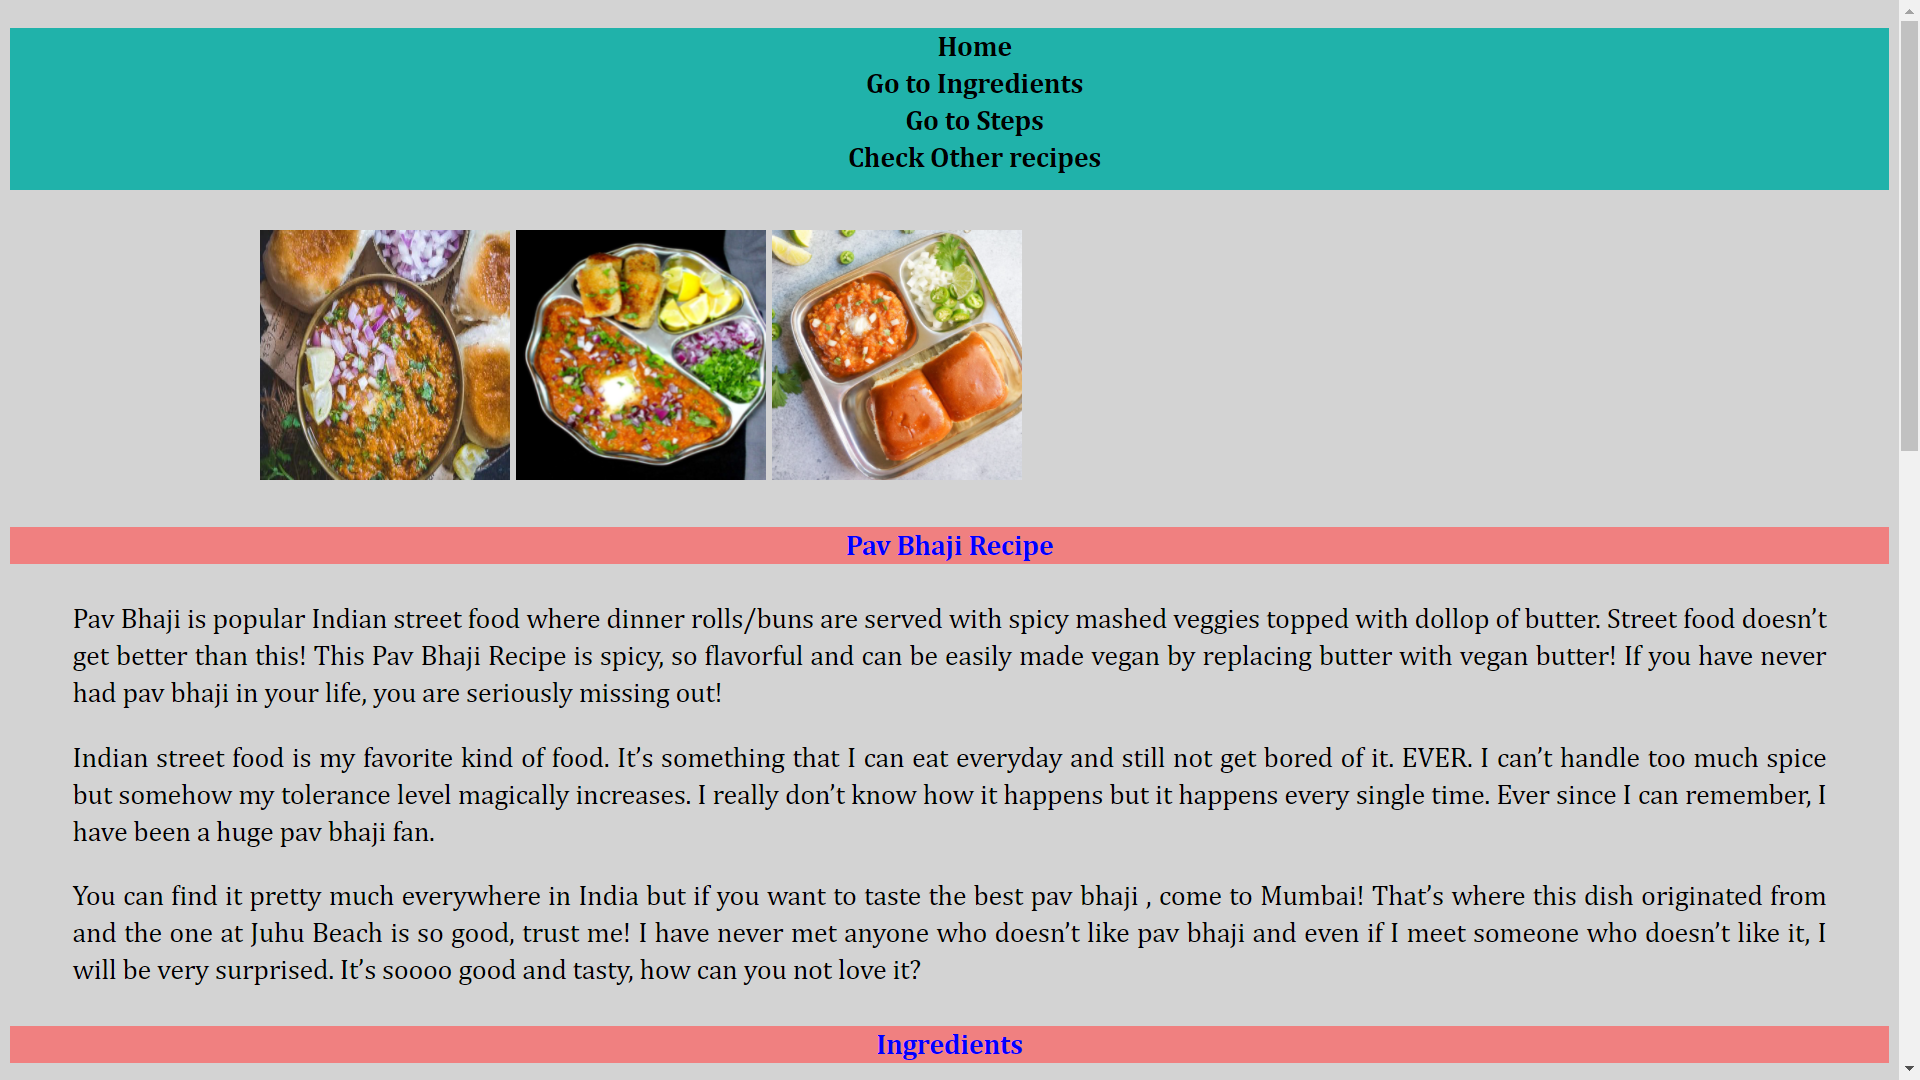 Home
Go to Ingredients
Go to Steps
Check Other recipes
Pav Bhaji Recipe
Pav Bhaji is popular Indian street food where dinner rolls/buns are served with spicy mashed veggies topped with dollop of butter. Street food doesn’t
get better than this! This Pav Bhaji Recipe is spicy, so flavorful and can be easily made vegan by replacing butter with vegan butter! If you have never
had pav bhaji in your life, you are seriously missing out!
Indian street food is my favorite kind of food. It’s something that I can eat everyday and still not get bored of it. EVER. I can’t handle too much spice
but somehow my tolerance level magically increases. I really don’t know how it happens but it happens every single time. Ever since I can remember, I
have been a huge pav bhaji fan.
You can find it pretty much everywhere in India but if you want to taste the best pav bhaji , come to Mumbai! That’s where this dish originated from
and the one at Juhu Beach is so good, trust me! I have never met anyone who doesn’t like pav bhaji and even if I meet someone who doesn’t like it, I
will be very surprised. It’s soooo good and tasty, how can you not love it?
Ingredients